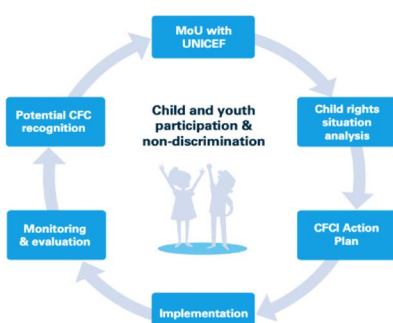 MoU with
UNICEF
Child rights
situation
analysis
CFCI Action
Plan
Implementation
Monitoring
& evaluation
Potential CFC
recognition
Child and youth
participation &
non-discrimination